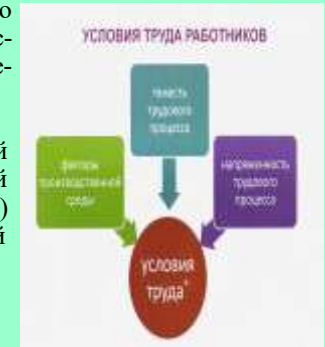 о
с-
е-
й
й
)
й
УСЛОВИЯ ТРУДА РАБОТНИКОВ
тяжесть
трудового
процесса
факторы
производственной
среды
напряженность
трудового
процесса
условия
труда*